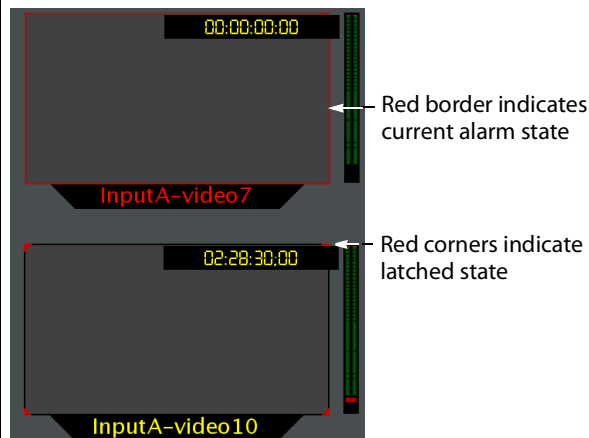 00:00:00:00
Red border indicates
current alarm state
InputA-video7
Red corners indicate
latched state
02:28:30;00
InputA-video10